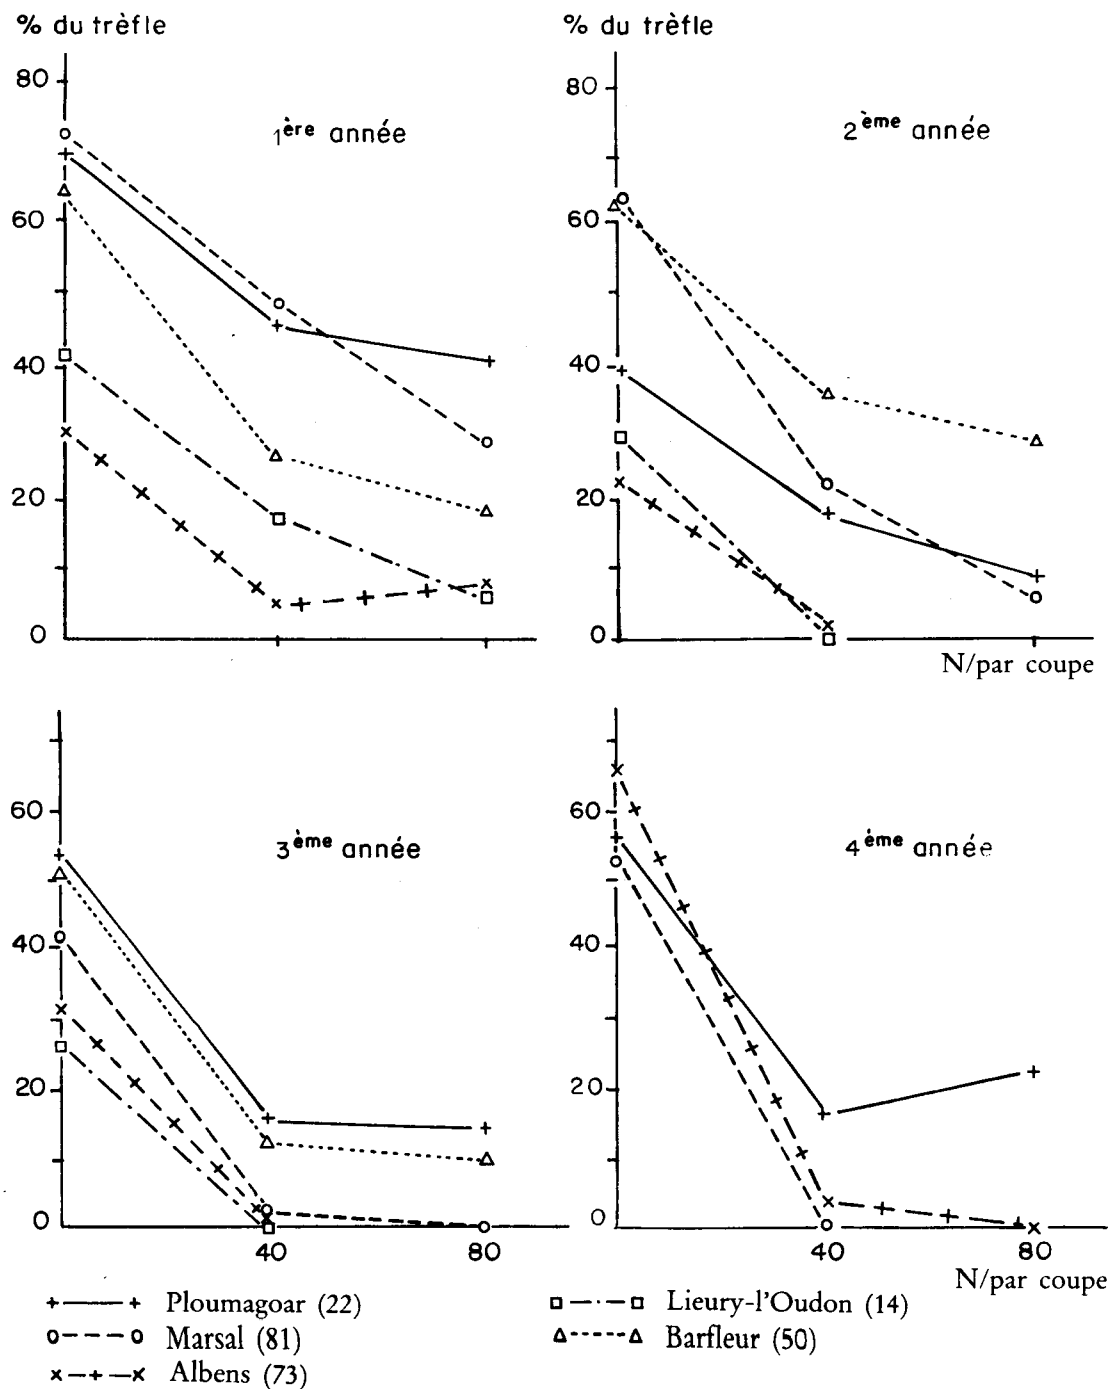 % du trèfle
80
60
40
20
0
1ère année
% du trèfle
80
60
40
20
0
2ème année
N/par coupe
60
40
20
0
40
80
3ème année
60
40
20
0
40
80
4ème année
N/par coupe
Ploumagoar (22)
Marsal (81)
Albens (73)
Lieury-l'Oudon (14)
Barfleur (50)